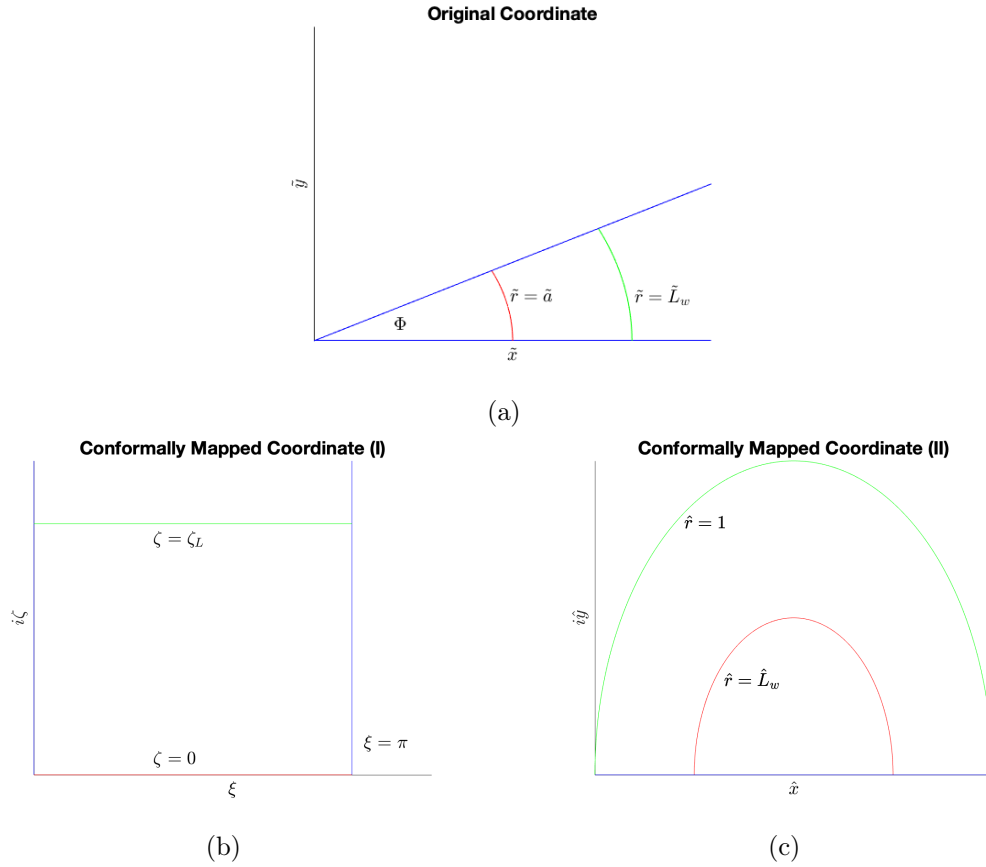 Original Coordinate
ỹ
r̃ = ã
r̃ = L̃_w
Φ
x̃
(a)
Conformally Mapped Coordinate (I)
ζ = ζ_L
iζ
ξ = π
ζ = 0
ξ
(b)
Conformally Mapped Coordinate (II)
r̂ = 1
iŷ
r̂ = L̂_w
x̂
(c)